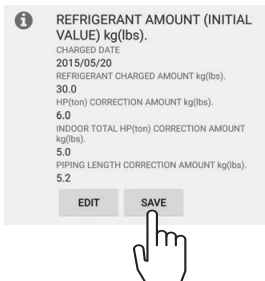 REFRIGERANT AMOUNT (INITIAL
VALUE) kg(lbs).
CHARGED DATE
2015/05/20
REFRIGERANT CHARGED AMOUNT kg(lbs).
30.0
HP(ton) CORRECTION AMOUNT kg(lbs).
6.0
INDOOR TOTAL HP(ton) CORRECTION AMOUNT
kg(lbs).
5.0
PIPING LENGTH CORRECTION AMOUNT kg(lbs).
5.2
EDIT SAVE